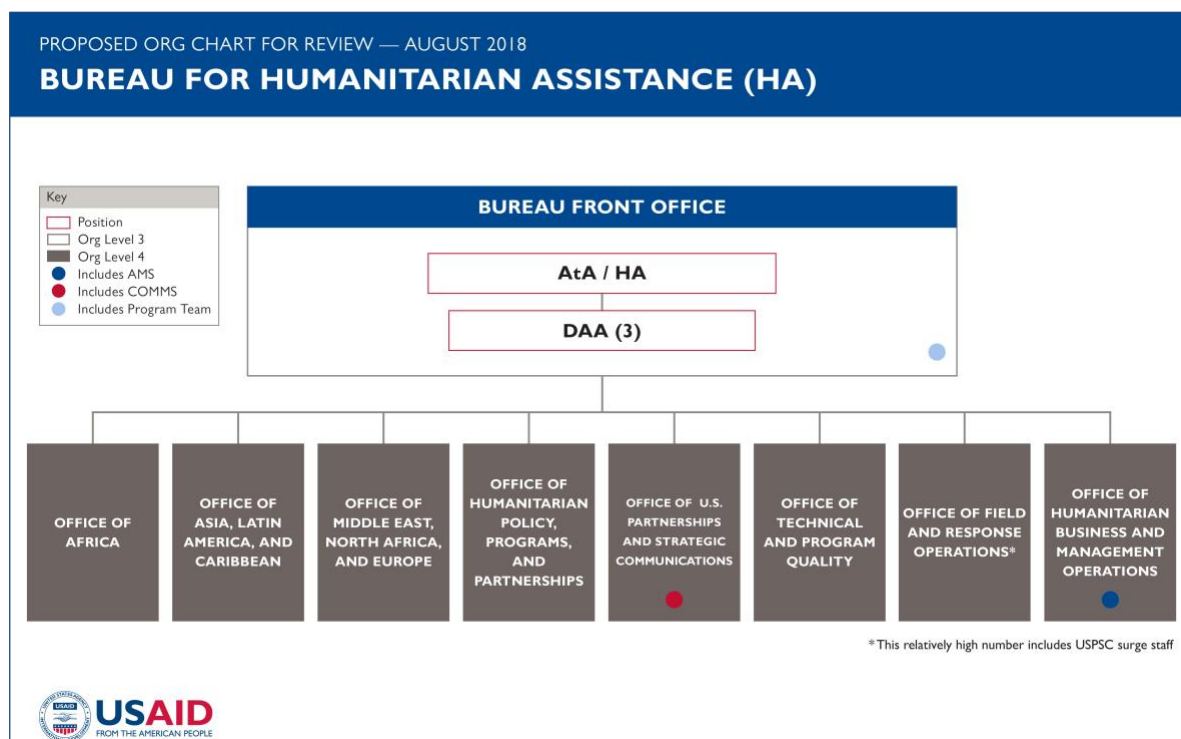 PROPOSED ORG CHART FOR REVIEW — AUGUST 2018
BUREAU FOR HUMANITARIAN ASSISTANCE (HA)
Key
Position
Org Level 3
Org Level 4
Includes AMS
Includes COMMS
Includes Program Team
BUREAU FRONT OFFICE
AtA / HA
DAA (3)
OFFICE OF
AFRICA
OFFICE OF
ASIA, LATIN
AMERICA, AND
CARIBBEAN
OFFICE OF
MIDDLE EAST,
NORTH AFRICA,
AND EUROPE
OFFICE OF
HUMANITARIAN
POLICY,
PROGRAMS,
AND
PARTNERSHIPS
OFFICE OF U.S.
PARTNERSHIPS
AND STRATEGIC
COMMUNICATIONS
OFFICE OF
TECHNICAL
AND PROGRAM
QUALITY
OFFICE OF FIELD
AND RESPONSE
OPERATIONS*
OFFICE OF
HUMANITARIAN
BUSINESS AND
MANAGEMENT
OPERATIONS
*This relatively high number includes USPSC surge staff
USAID
USAID
FROM THE AMERICAN PEOPLE